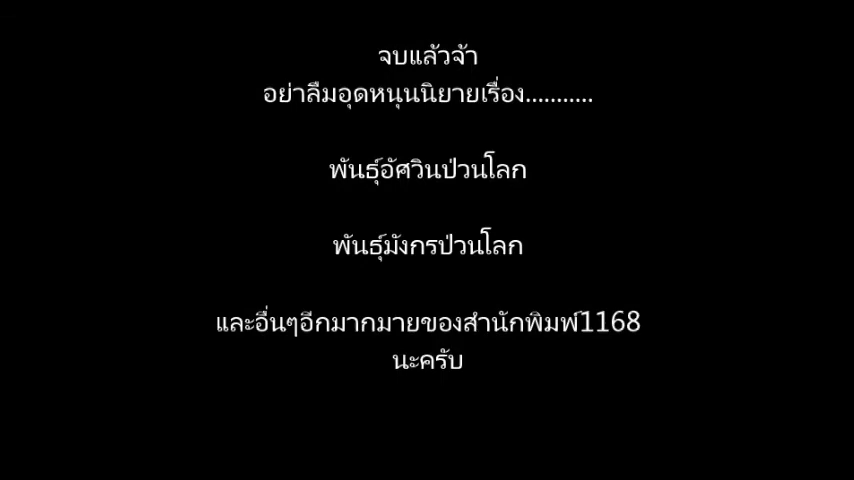 จบแล้วจ้า
อย่าลืมอุดหนุนนิยายเรื่อง...........
พันธุ์อัศวินป่วนโลก
พันธุ์มังกรป่วนโลก
และอื่นๆอีกมากมายของสำนักพิมพ์1168
นะครับ